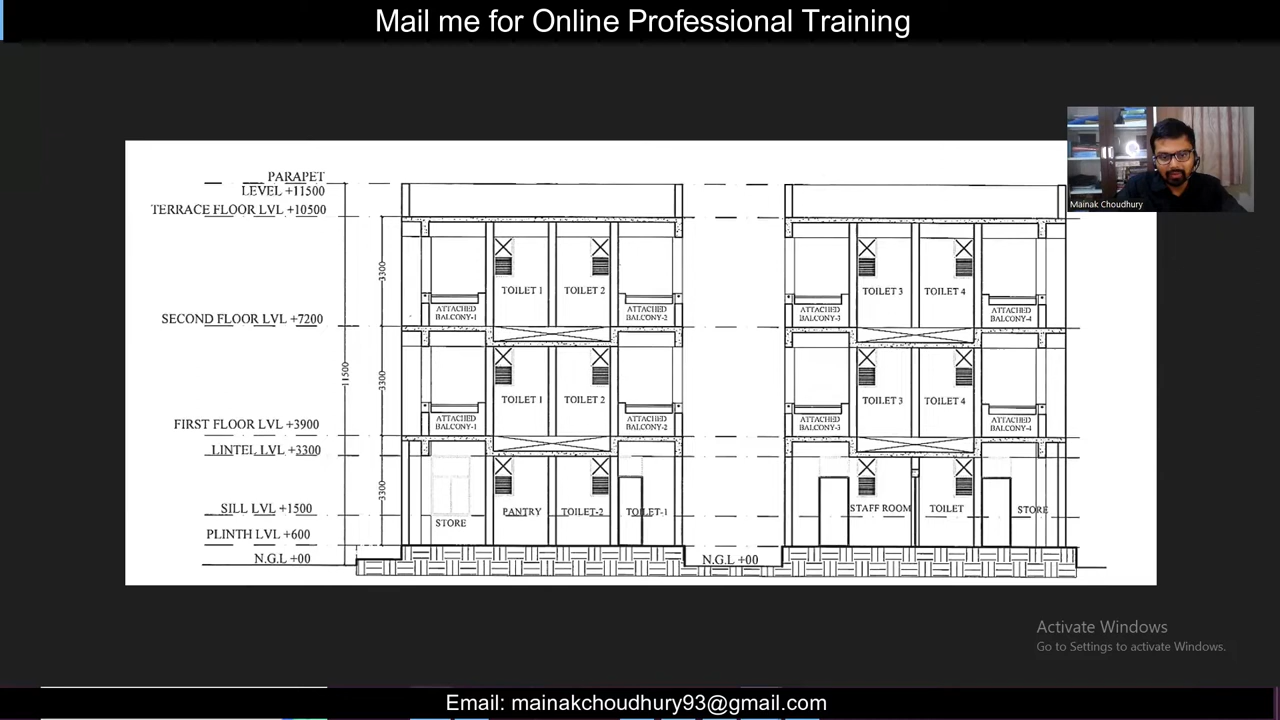 Mail me for Online Professional Training
Mainak Choudhury
PARAPET
LEVEL +11500
TERRACE FLOOR LVL +10500
SECOND FLOOR LVL +7200
FIRST FLOOR LVL +3900
LINTEL LVL +3300
SILL LVL +1500
PLINTH LVL +600
N.G.L +00
11500
3300
3300
3300
TOILET 1
TOILET 2
TOILET 3
TOILET 4
ATTACHED
BALCONY-1
ATTACHED
BALCONY-2
ATTACHED
BALCONY-3
ATTACHED
BALCONY-4
TOILET 1
TOILET 2
TOILET 3
TOILET 4
ATTACHED
BALCONY-1
ATTACHED
BALCONY-2
ATTACHED
BALCONY-3
ATTACHED
BALCONY-4
STORE
PANTRY
TOILET-2
TOILET-1
STAFF ROOM
TOILET
STORE
N.G.L +00
Activate Windows
Go to Settings to activate Windows.
Email: mainakchoudhury93@gmail.com